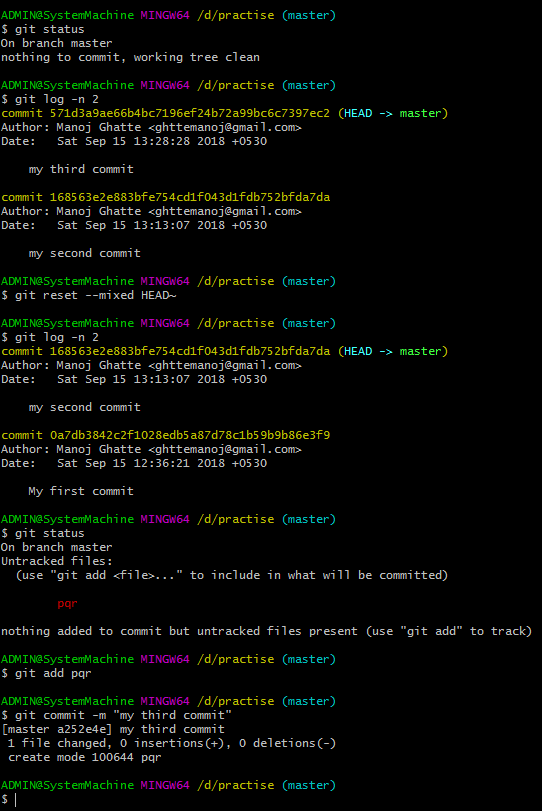 ADMIN@SystemMachine MINGW64 /d/practise (master)
$ git status
On branch master
nothing to commit, working tree clean
ADMIN@SystemMachine MINGW64 /d/practise (master)
$ git log -n 2
commit 571d3a9ae66b4bc7196ef24b72a99bc6c7397ec2 (HEAD -> master)
Author: Manoj Ghatte <ghttemanoj@gmail.com>
Date:   Sat Sep 15 13:28:28 2018 +0530
    my third commit
commit 168563e2e883bfe754cd1f043d1fdb752bfda7da
Author: Manoj Ghatte <ghttemanoj@gmail.com>
Date:   Sat Sep 15 13:13:07 2018 +0530
    my second commit
ADMIN@SystemMachine MINGW64 /d/practise (master)
$ git reset --mixed HEAD~
ADMIN@SystemMachine MINGW64 /d/practise (master)
$ git log -n 2
commit 168563e2e883bfe754cd1f043d1fdb752bfda7da (HEAD -> master)
Author: Manoj Ghatte <ghttemanoj@gmail.com>
Date:   Sat Sep 15 13:13:07 2018 +0530
    my second commit
commit 0a7db3842c2f1028edb5a87d78c1b59b9b86e3f9
Author: Manoj Ghatte <ghttemanoj@gmail.com>
Date:   Sat Sep 15 12:36:21 2018 +0530
    My first commit
ADMIN@SystemMachine MINGW64 /d/practise (master)
$ git status
On branch master
Untracked files:
  (use "git add <file>..." to include in what will be committed)
        pqr
nothing added to commit but untracked files present (use "git add" to track)
ADMIN@SystemMachine MINGW64 /d/practise (master)
$ git add pqr
ADMIN@SystemMachine MINGW64 /d/practise (master)
$ git commit -m "my third commit"
[master a252e4e] my third commit
 1 file changed, 0 insertions(+), 0 deletions(-)
 create mode 100644 pqr
ADMIN@SystemMachine MINGW64 /d/practise (master)
$